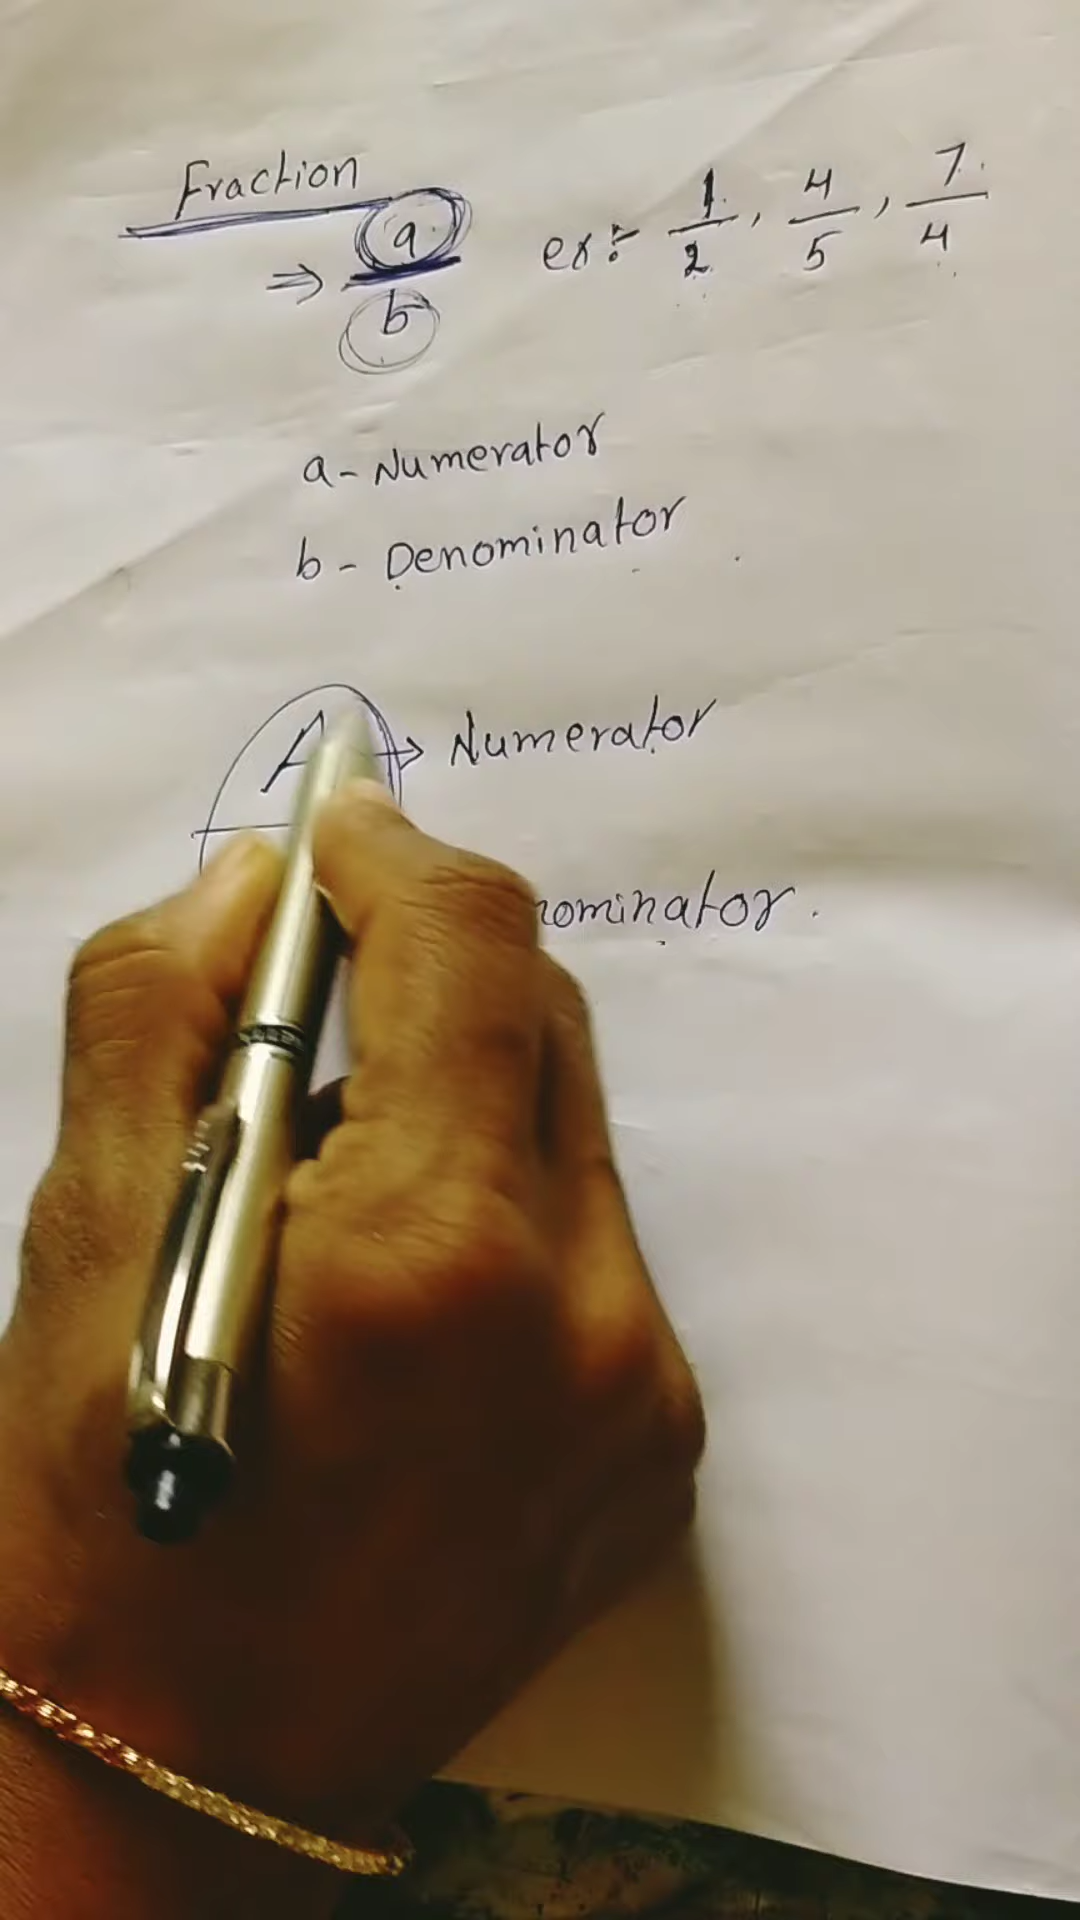 Fraction
⇒ a/b ex:- 1/2, 4/5, 7/4
a - Numerator
b - Denominator
A → Numerator
nominator.